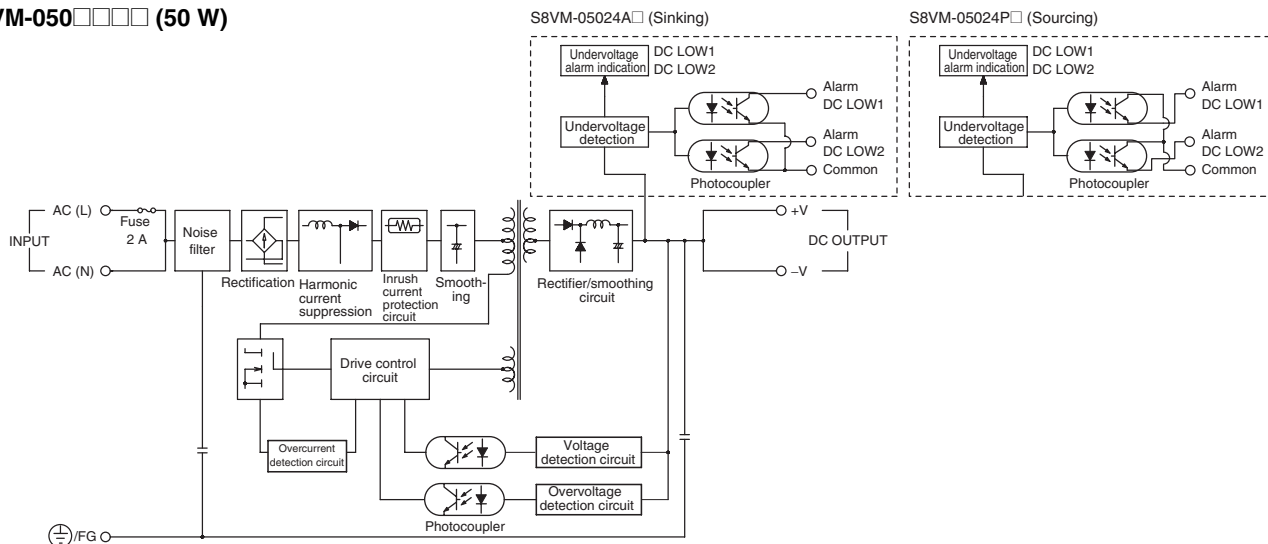 VM-050□□□□ (50 W)
S8VM-05024A□ (Sinking)
S8VM-05024P□ (Sourcing)
Undervoltage
alarm indication
DC LOW1
DC LOW2
Alarm
DC LOW1
Undervoltage
detection
Alarm
DC LOW2
Common
Photocoupler
Undervoltage
alarm indication
DC LOW1
DC LOW2
Alarm
DC LOW1
Undervoltage
detection
Alarm
DC LOW2
Common
Photocoupler
INPUT
AC (L)
Fuse
2 A
AC (N)
Noise
filter
Rectification
Harmonic
current
suppression
Inrush
current
protection
circuit
Smooth-
ing
Rectifier/smoothing
circuit
+V
DC OUTPUT
–V
Drive control
circuit
Overcurrent
detection circuit
Voltage
detection circuit
Overvoltage
detection circuit
Photocoupler
/FG